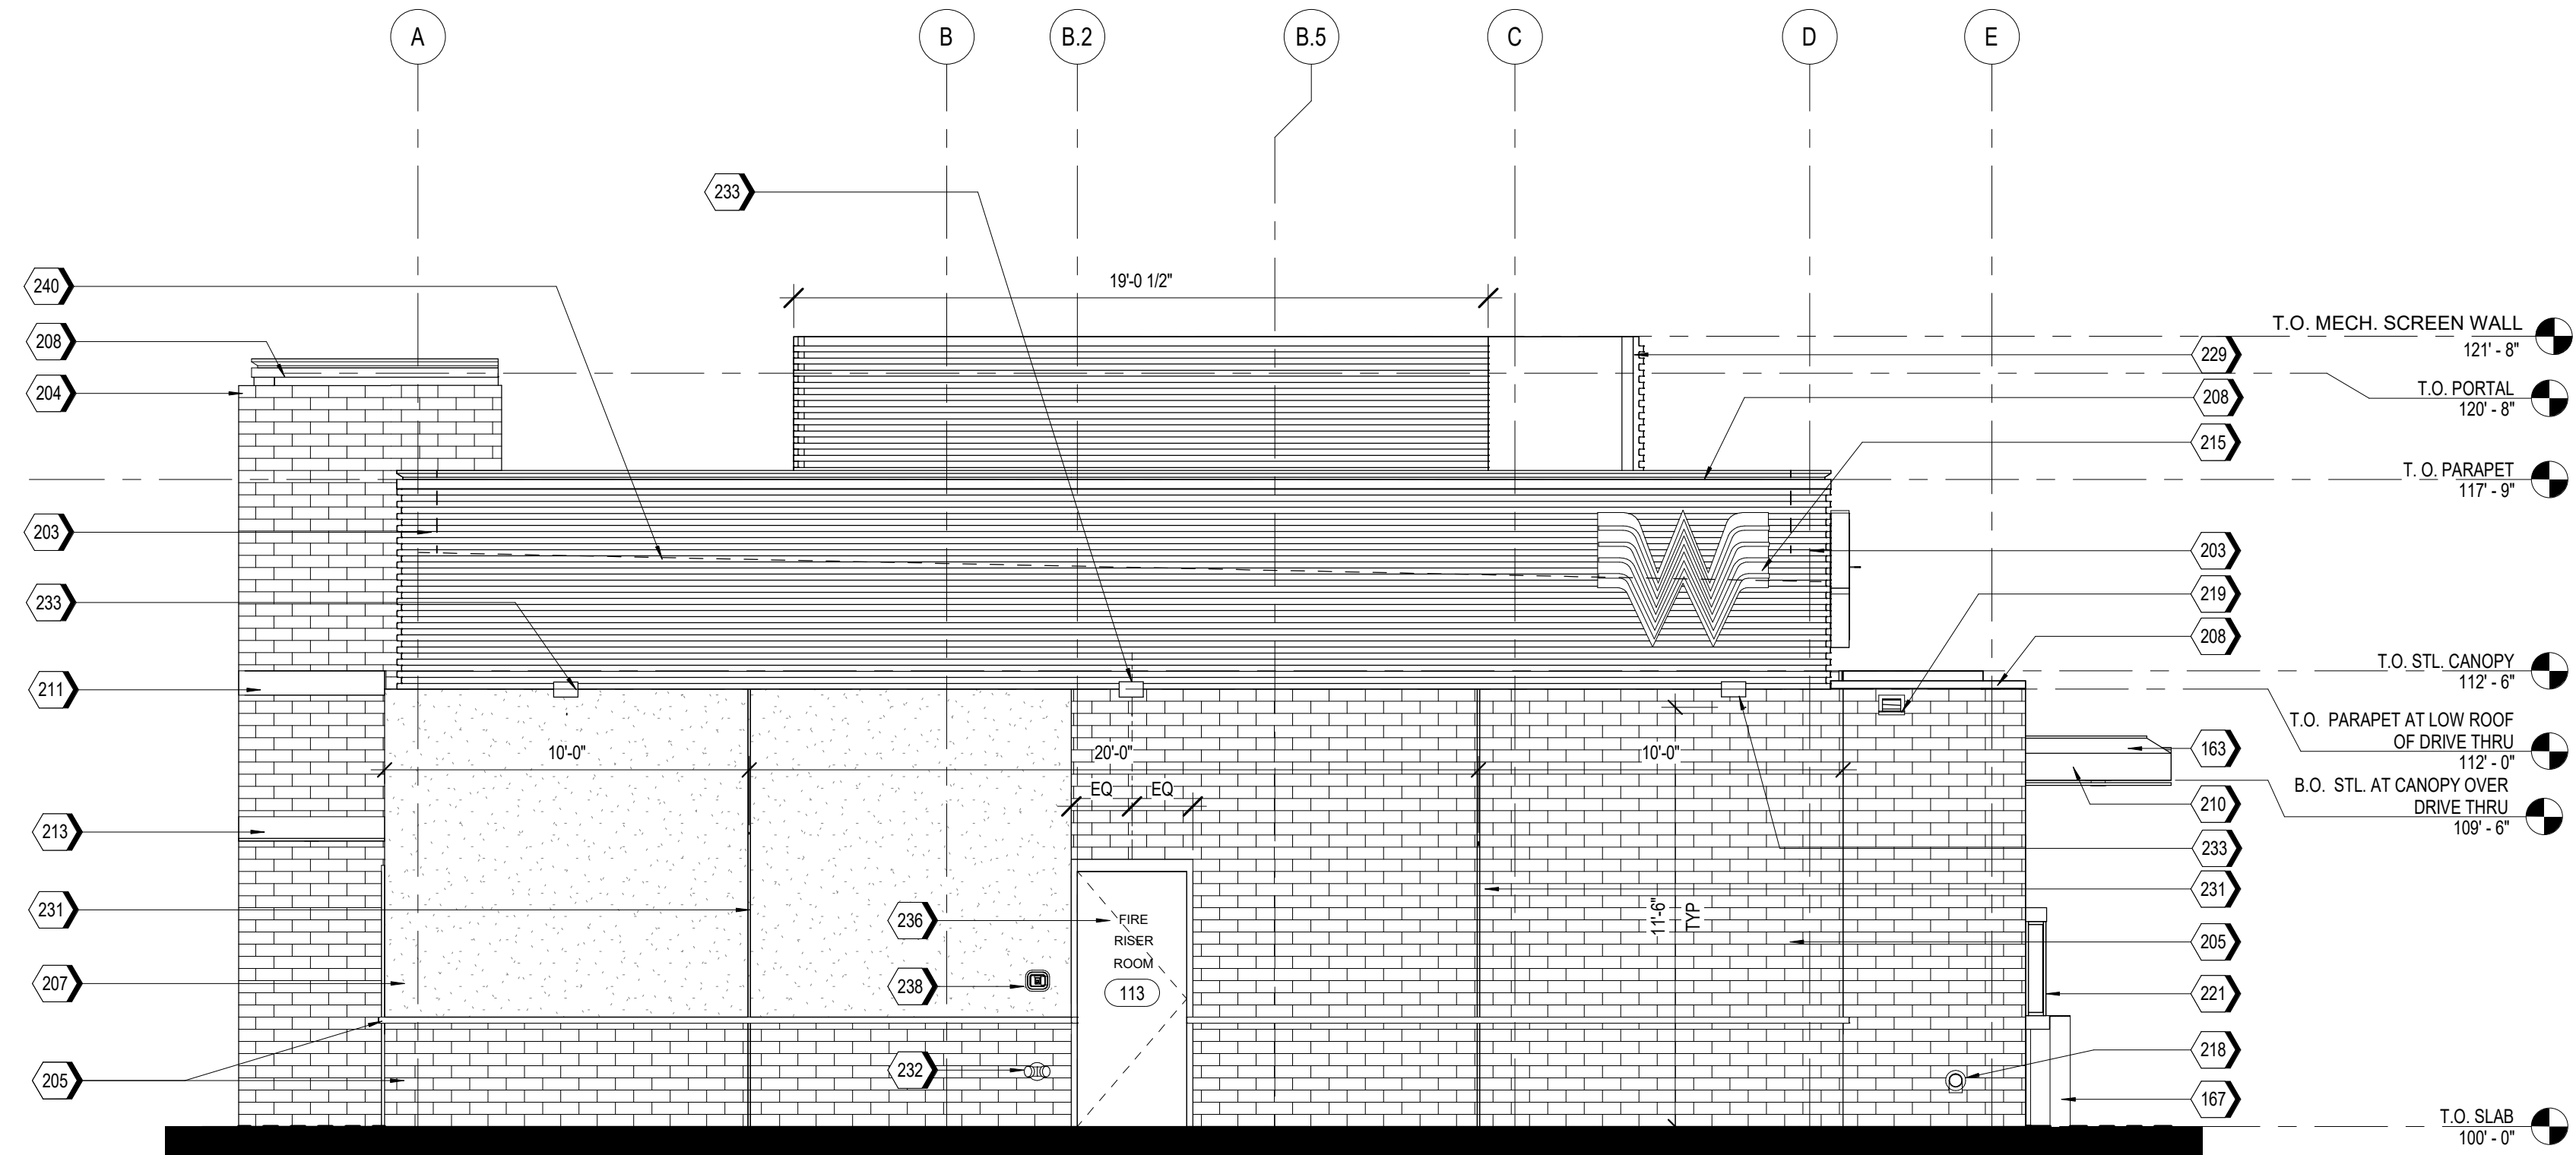 A
B
B.2
B.5
C
D
E
233
240
208
204
203
233
211
213
231
207
205
19'-0 1/2"
T.O. MECH. SCREEN WALL
121' - 8"
229
T.O. PORTAL
120' - 8"
208
215
T. O. PARAPET
117' - 9"
203
219
208
T.O. STL. CANOPY
112' - 6"
T.O. PARAPET AT LOW ROOF
OF DRIVE THRU
112' - 0"
163
B.O. STL. AT CANOPY OVER
DRIVE THRU
109' - 6"
210
233
231
205
221
218
167
T.O. SLAB
100' - 0"
10'-0"
20'-0"
10'-0"
EQ
EQ
11'-6"
TYP
236
FIRE
RISER
ROOM
113
238
232
W